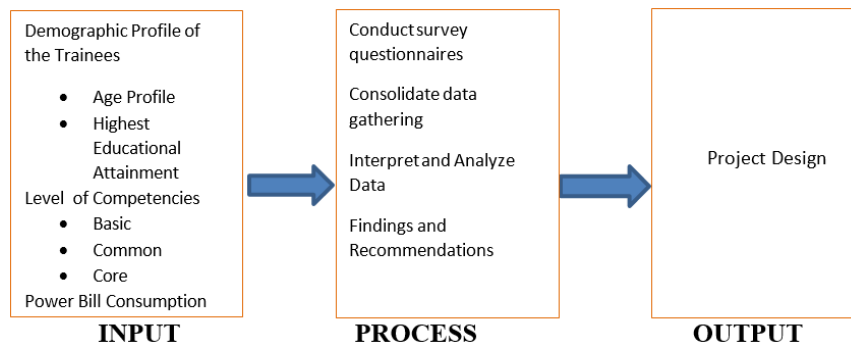 Demographic Profile of
the Trainees
• Age Profile
• Highest
Educational
Attainment
Level of Competencies
• Basic
• Common
• Core
Power Bill Consumption
INPUT
Conduct survey
questionnaires
Consolidate data
gathering
Interpret and Analyze
Data
Findings and
Recommendations
PROCESS
Project Design
OUTPUT